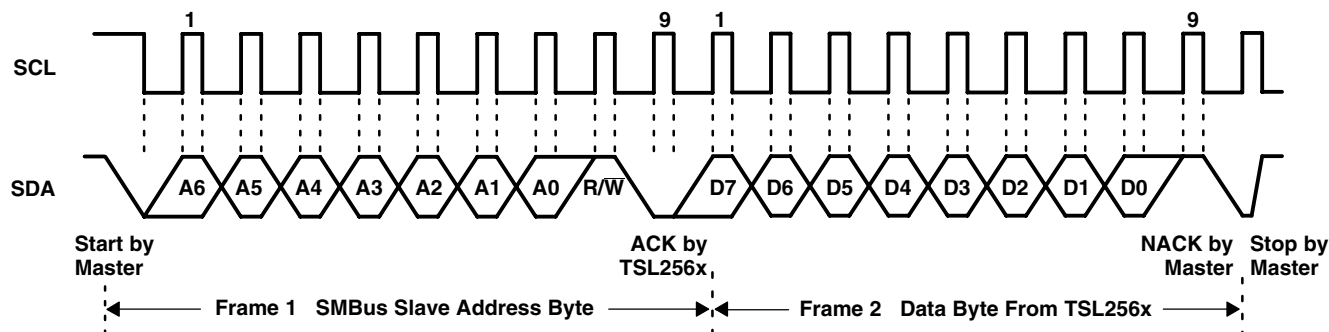 1 9 1 9
SCL
SDA
A6 A5 A4 A3 A2 A1 A0 R/W D7 D6 D5 D4 D3 D2 D1 D0
Start by
Master
ACK by
TSL256x
NACK by
Master
Stop by
Master
Frame 1 SMBus Slave Address Byte
Frame 2 Data Byte From TSL256x